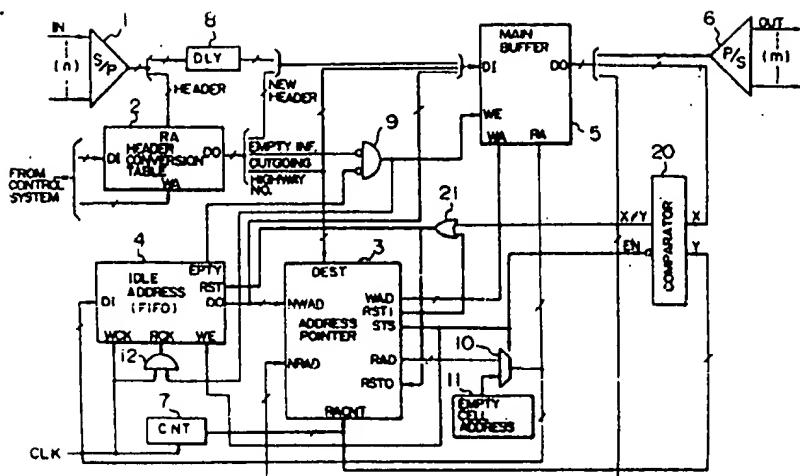 IN
1
8
MAIN
BUFFER
6
OUT
(n)
S/P
DLY
DI
DO
P/S
(m)
HEADER
NEW
HEADER
2
9
WE
RA
HEADER
CONVERSION
TABLE
DI
DO
WA
EMPTY INF.
OUTGOING
HIGHWAY
NO.
WA
RA
5
20
FROM
CONTROL
SYSTEM
21
X≠Y
X
COMPARATOR
4
EPTY
3
EN
Y
IDLE
ADDRESS
(FIFO)
RST
DI
DO
DEST
NWAD
WAD
RST1
STS
ADDRESS
POINTER
WCK
RCK
WE
10
RAD
12
NRAD
RSTO
11
EMPTY
CELL
ADDRESS
7
CNT
RACNT
CLK